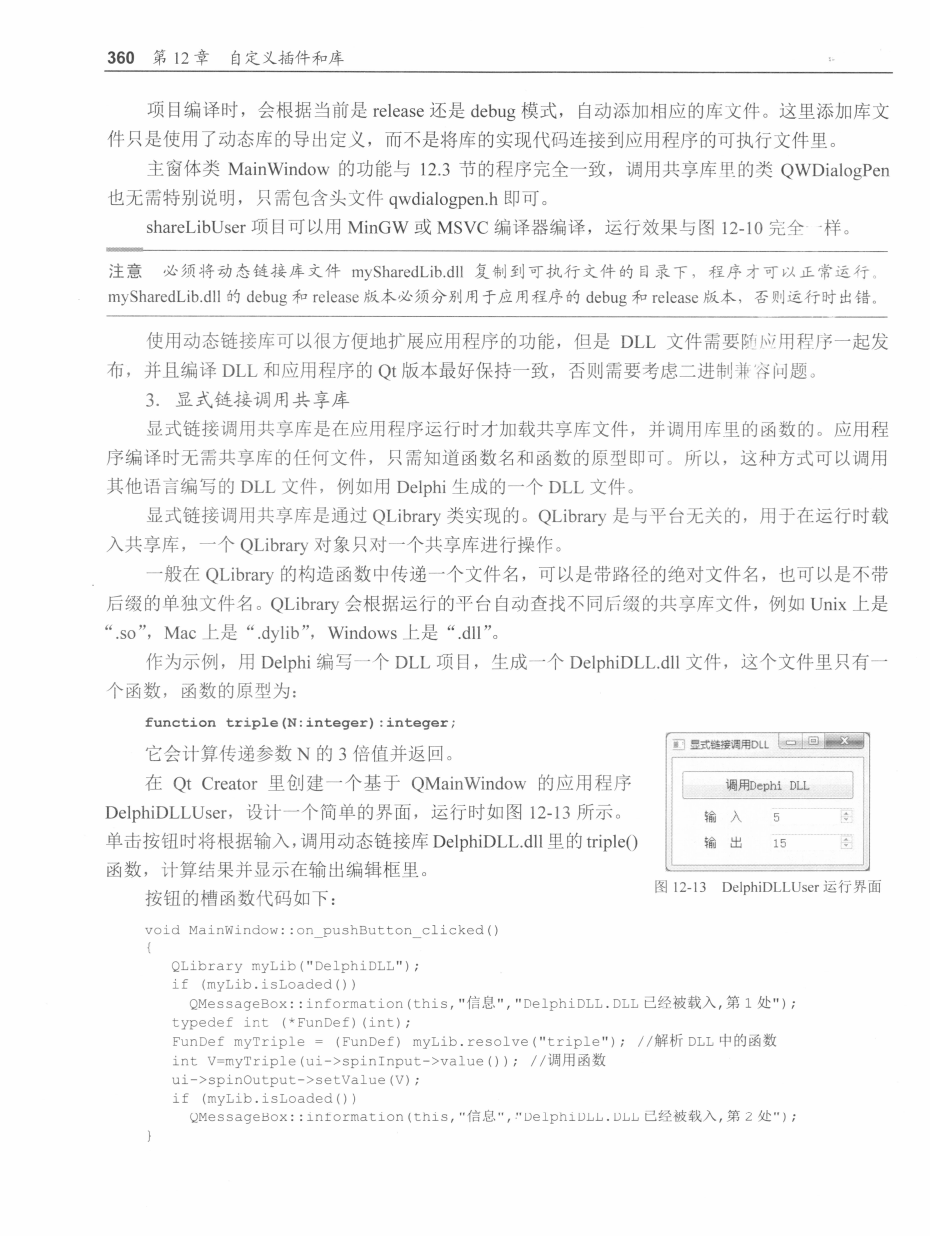 360 第 12 章 自定义插件和库
项目编译时，会根据当前是 release 还是 debug 模式，自动添加相应的库文件。这里添加库文
件只是使用了动态库的导出定义，而不是将库的实现代码连接到应用程序的可执行文件里。
主窗体类 MainWindow 的功能与 12.3 节的程序完全一致，调用共享库里的类 QWDialogPen
也无需特别说明，只需包含头文件 qwdialogpen.h 即可。
shareLibUser 项目可以用 MinGW 或 MSVC 编译器编译，运行效果与图 12-10 完全一样。
注意 必须将动态链接库文件 mySharedLib.dll 复制到可执行文件的目录下，程序才可以正常运行。
mySharedLib.dll 的 debug 和 release 版本必须分别用于应用程序的 debug 和 release 版本，否则运行时出错。
使用动态链接库可以很方便地扩展应用程序的功能，但是 DLL 文件需要随应用程序一起发
布，并且编译 DLL 和应用程序的 Qt 版本最好保持一致，否则需要考虑二进制兼容问题。
3．显式链接调用共享库
显式链接调用共享库是在应用程序运行时才加载共享库文件，并调用库里的函数的。应用程
序编译时无需共享库的任何文件，只需知道函数名和函数的原型即可。所以，这种方式可以调用
其他语言编写的 DLL 文件，例如用 Delphi 生成的一个 DLL 文件。
显式链接调用共享库是通过 QLibrary 类实现的。QLibrary 是与平台无关的，用于在运行时载
入共享库，一个 QLibrary 对象只对一个共享库进行操作。
一般在 QLibrary 的构造函数中传递一个文件名，可以是带路径的绝对文件名，也可以是不带
后缀的单独文件名。QLibrary 会根据运行的平台自动查找不同后缀的共享库文件，例如 Unix 上是
“.so”，Mac 上是“.dylib”，Windows 上是“.dll”。
作为示例，用 Delphi 编写一个 DLL 项目，生成一个 DelphiDLL.dll 文件，这个文件里只有一
个函数，函数的原型为：
function triple(N:integer):integer;
它会计算传递参数 N 的 3 倍值并返回。
在 Qt Creator 里创建一个基于 QMainWindow 的应用程序
DelphiDLLUser，设计一个简单的界面，运行时如图 12-13 所示。
单击按钮时将根据输入，调用动态链接库 DelphiDLL.dll 里的 triple()
函数，计算结果并显示在输出编辑框里。
显式链接调用DLL
调用Dephi DLL
输 入 5
输 出 15
图 12-13 DelphiDLLUser 运行界面
按钮的槽函数代码如下：
void MainWindow::on_pushButton_clicked()
{
QLibrary myLib("DelphiDLL");
if (myLib.isLoaded())
QMessageBox::information(this,"信息","DelphiDLL.DLL 已经被载入,第 1 处");
typedef int (*FunDef)(int);
FunDef myTriple = (FunDef) myLib.resolve("triple"); //解析 DLL 中的函数
int V=myTriple(ui->spinInput->value()); //调用函数
ui->spinOutput->setValue(V);
if (myLib.isLoaded())
QMessageBox::information(this,"信息","DelphiDLL.DLL 已经被载入,第 2 处");
}